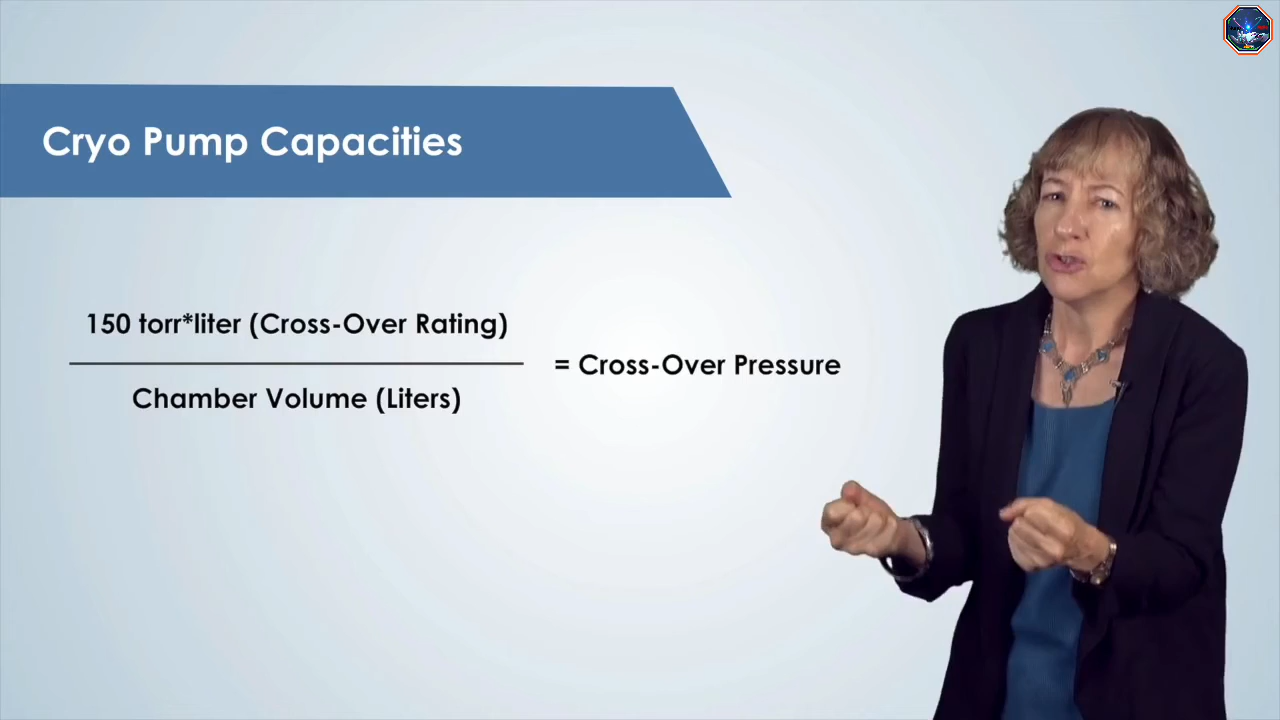 Cryo Pump Capacities
150 torr*liter (Cross-Over Rating)
= Cross-Over Pressure
Chamber Volume (Liters)